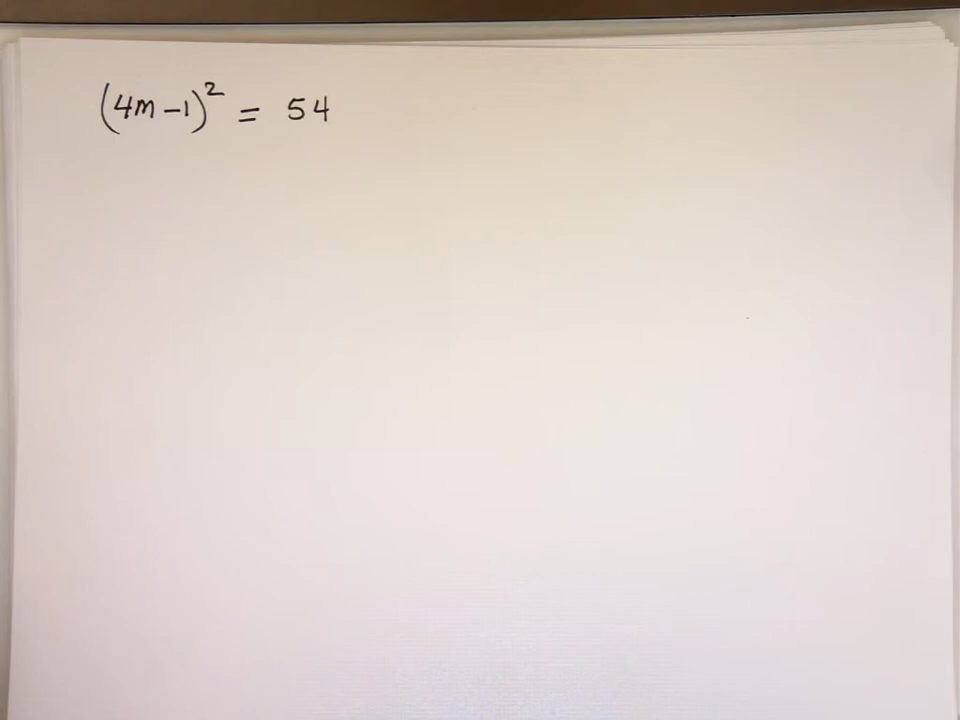 (4m-1)² = 54